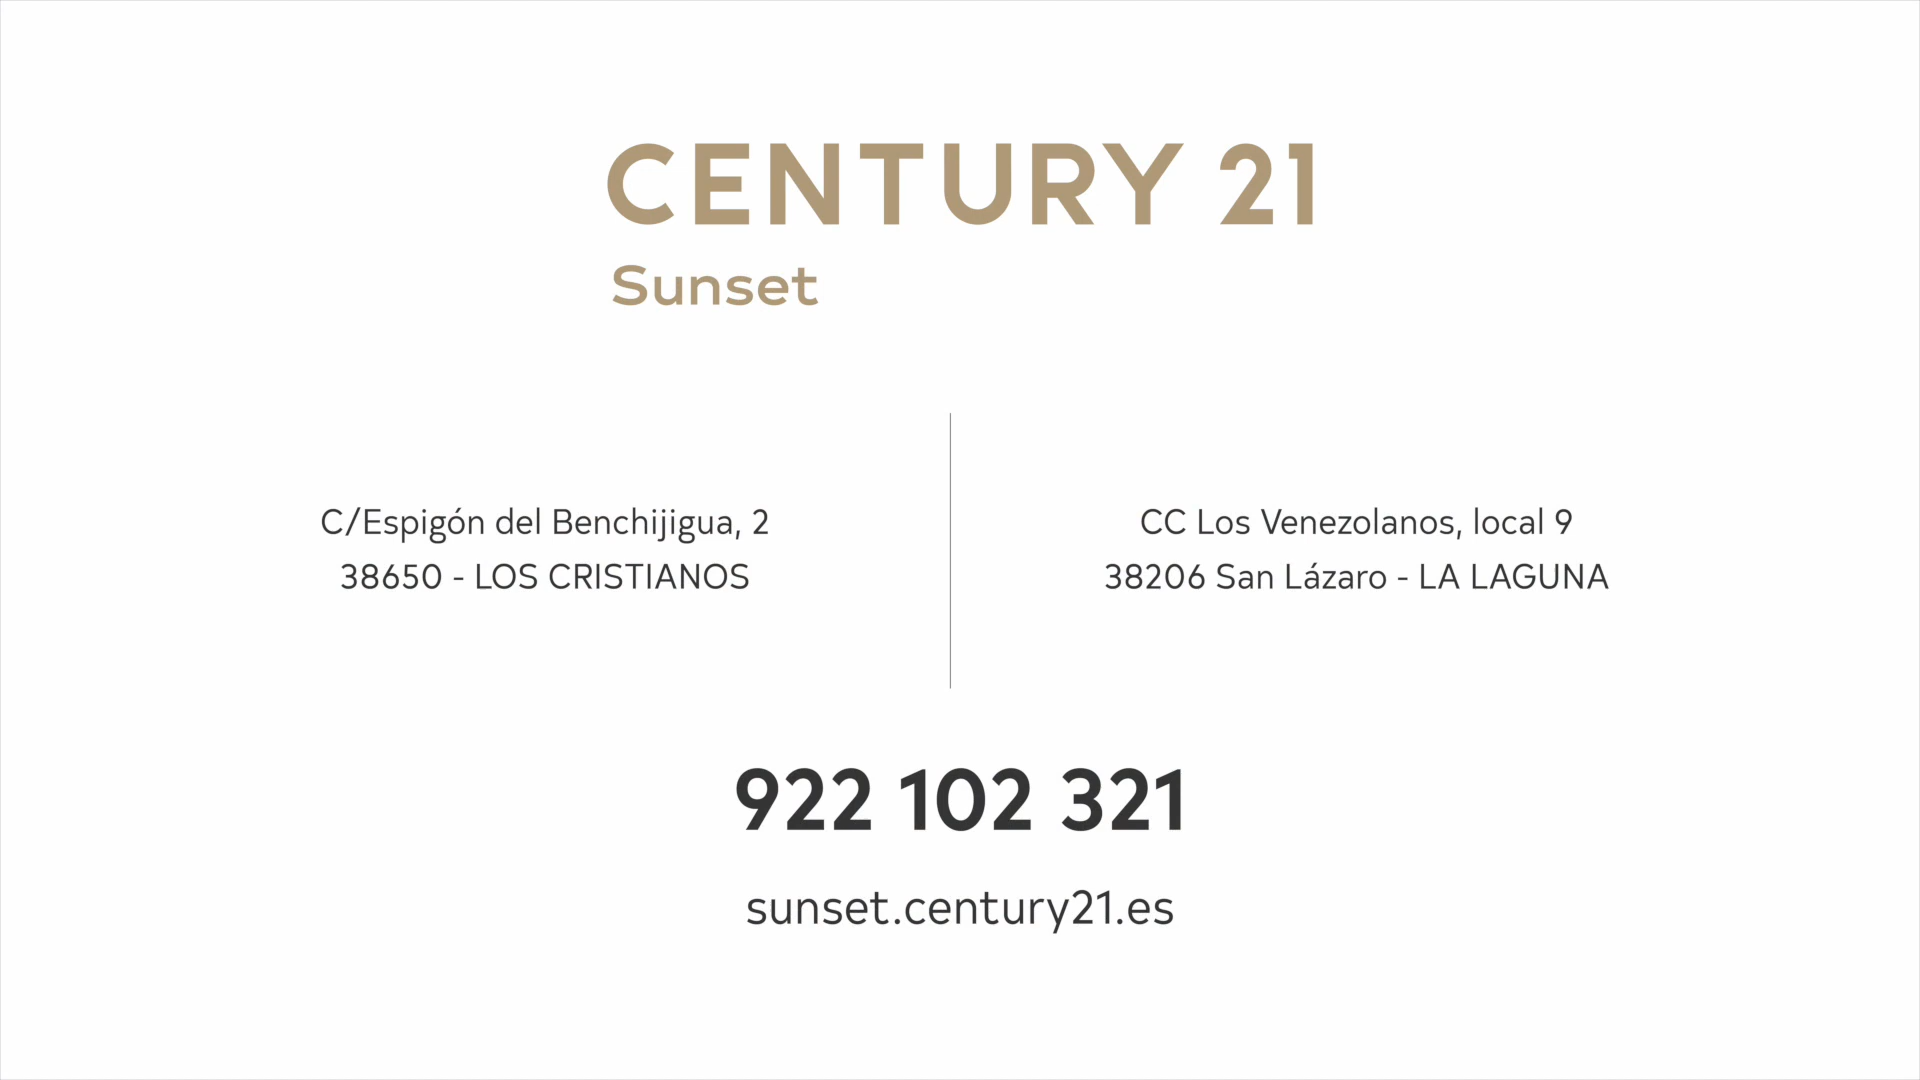 CENTURY 21
Sunset
C/Espigón del Benchijigua, 2
38650 - LOS CRISTIANOS
CC Los Venezolanos, local 9
38206 San Lázaro - LA LAGUNA
922 102 321
sunset.century21.es